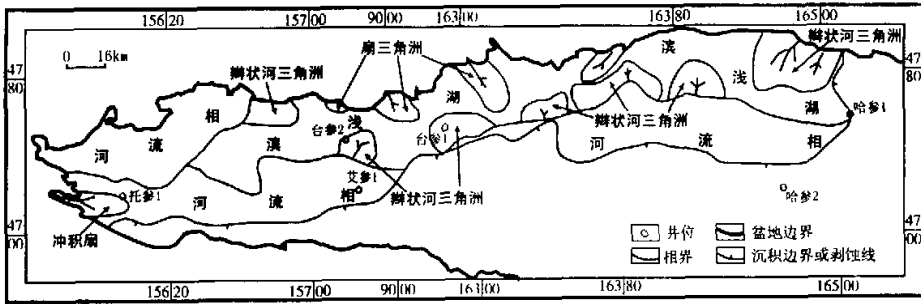 156 20
157 00
90 00
163 00
163 80
165 00
47
80
47
80
47
00
47
00
0 16km
扇三角洲
辫状河三角洲
辫状河三角洲
滨
浅
湖
相
滨
浅
湖
台参2
台参1
哈参1
辫状河三角洲
河
流
相
河
流
相
艾参1
辫状河三角洲
河
流
相
托参1
哈参2
冲积扇
井位
盆地边界
相界
沉积边界或剥蚀线
156 20
157 00
90 00
163 00
163 80
165 00